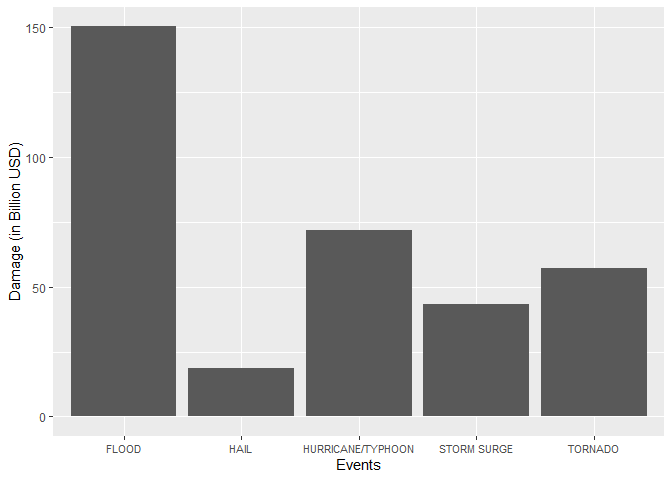 Damage (in Billion USD)
150
100
50
0
FLOOD HAIL HURRICANE/TYPHOON STORM SURGE TORNADO
Events